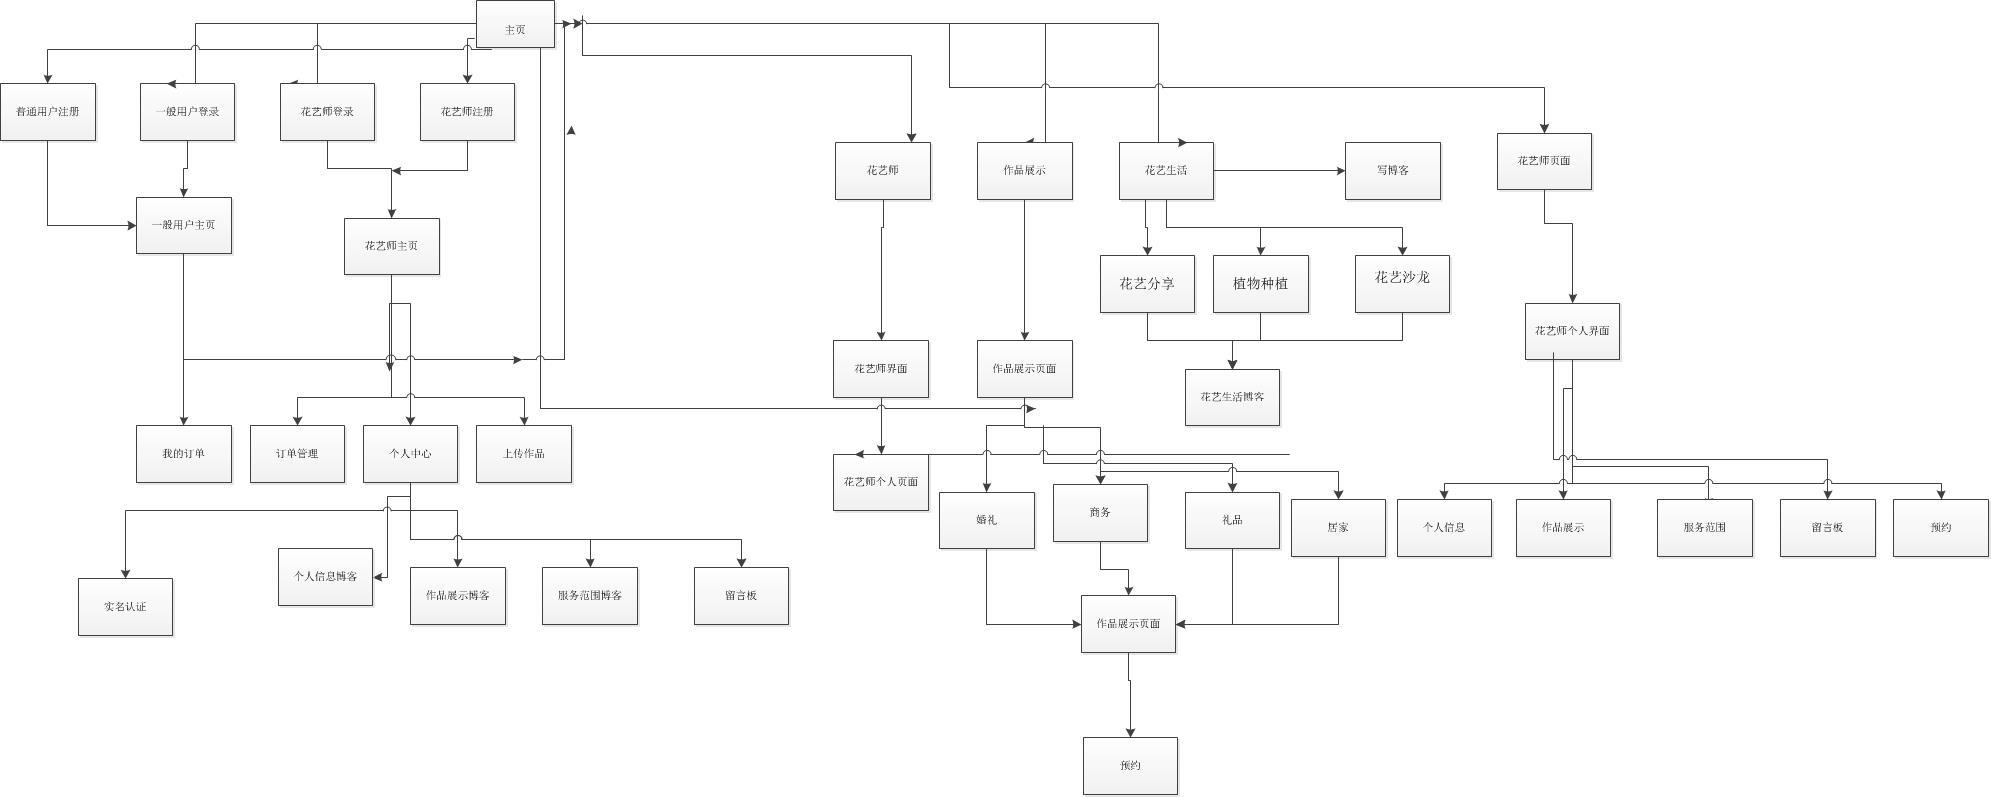 主页
普通用户注册
一般用户登录
花艺师登录
花艺师注册
花艺师
作品展示
花艺生活
写博客
花艺师页面
一般用户主页
花艺师主页
花艺分享
植物种植
花艺沙龙
花艺师个人界面
花艺师界面
作品展示页面
花艺生活博客
我的订单
订单管理
个人中心
上传作品
花艺师个人页面
婚礼
商务
礼品
居家
个人信息
作品展示
服务范围
留言板
预约
实名认证
个人信息博客
作品展示博客
服务范围博客
留言板
作品展示页面
预约